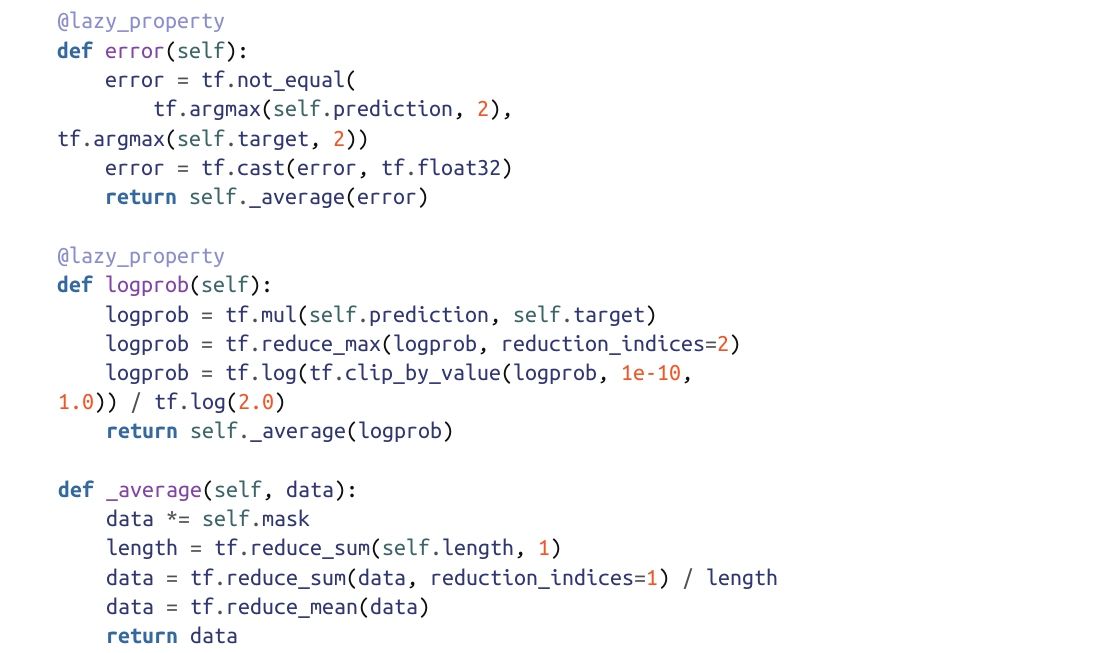 @lazy_property
def error(self):
    error = tf.not_equal(
        tf.argmax(self.prediction, 2),
tf.argmax(self.target, 2))
    error = tf.cast(error, tf.float32)
    return self._average(error)

@lazy_property
def logprob(self):
    logprob = tf.mul(self.prediction, self.target)
    logprob = tf.reduce_max(logprob, reduction_indices=2)
    logprob = tf.log(tf.clip_by_value(logprob, 1e-10,
1.0)) / tf.log(2.0)
    return self._average(logprob)

def _average(self, data):
    data *= self.mask
    length = tf.reduce_sum(self.length, 1)
    data = tf.reduce_sum(data, reduction_indices=1) / length
    data = tf.reduce_mean(data)
    return data